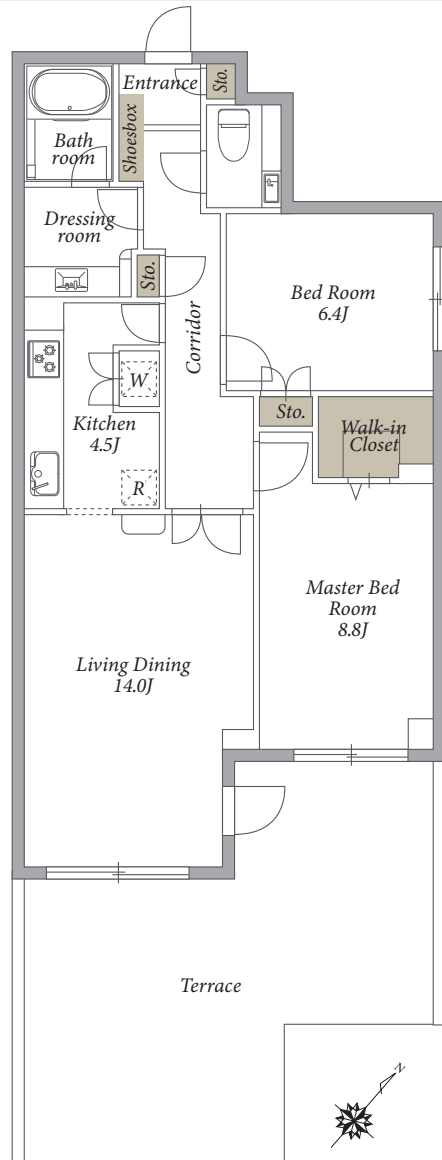 Entrance
Sto.
Shoesbox
Bath
room
Dressing
room
Sto.
Corridor
Bed Room
6.4J
W
Kitchen
4.5J
Sto.
Walk-in
Closet
R
Master Bed
Room
8.8J
Living Dining
14.0J
Terrace
N